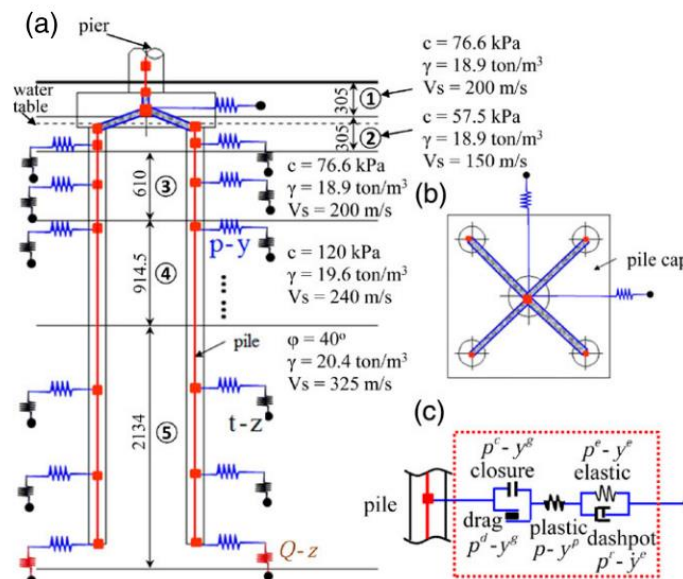 (a)
pier
water
table
305
①
c = 76.6 kPa
γ = 18.9 ton/m³
Vs = 200 m/s
305
②
c = 57.5 kPa
γ = 18.9 ton/m³
Vs = 150 m/s
610
③
c = 76.6 kPa
γ = 18.9 ton/m³
Vs = 200 m/s
p-y
914.5
④
c = 120 kPa
γ = 19.6 ton/m³
Vs = 240 m/s
pile
φ = 40°
γ = 20.4 ton/m³
Vs = 325 m/s
t-z
2134
⑤
Q-z
(b)
pile cap
(c)
pile
pᶜ- yᵍ
closure
drag
pᵈ- yᵍ
plastic
p- yᵖ
pᵉ- yᵉ
elastic
dashpot
pʳ- ẏᵉ